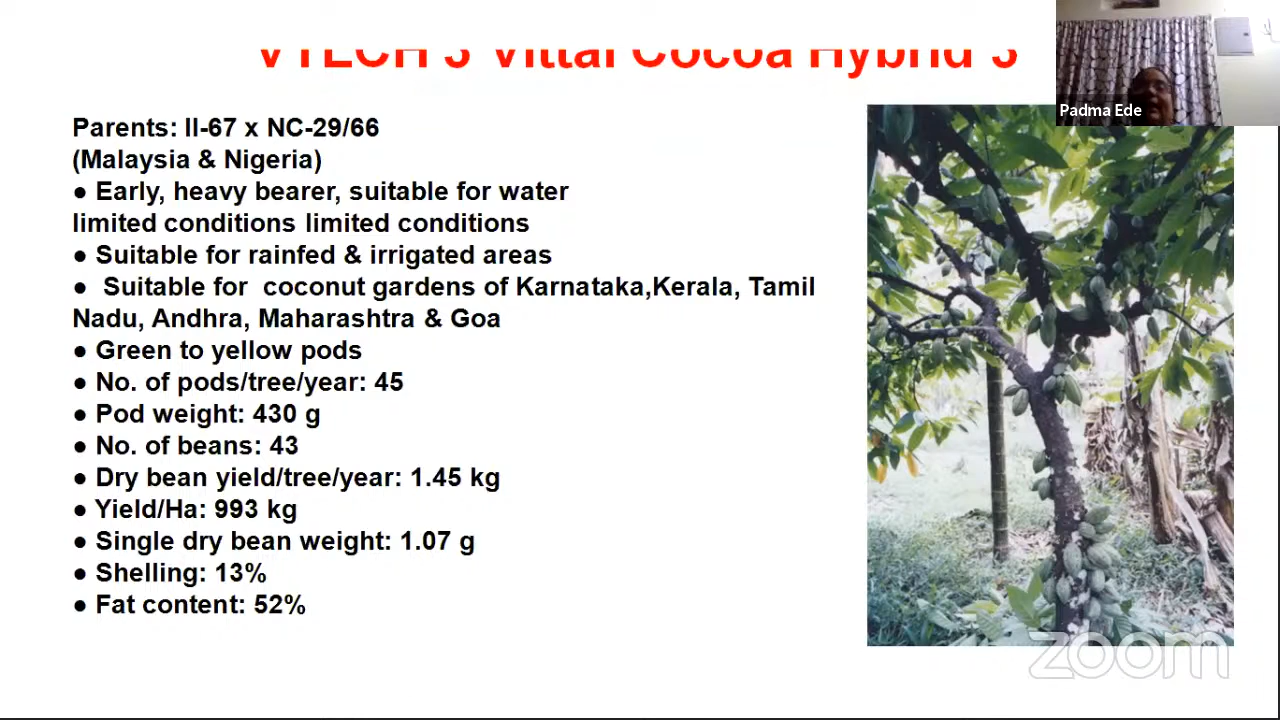 VTECH 3 Vittal Cocoa Hybrid 3
Padma Ede
Parents: II-67 x NC-29/66
(Malaysia & Nigeria)
● Early, heavy bearer, suitable for water
limited conditions limited conditions
● Suitable for rainfed & irrigated areas
● Suitable for coconut gardens of Karnataka,Kerala, Tamil
Nadu, Andhra, Maharashtra & Goa
● Green to yellow pods
● No. of pods/tree/year: 45
● Pod weight: 430 g
● No. of beans: 43
● Dry bean yield/tree/year: 1.45 kg
● Yield/Ha: 993 kg
● Single dry bean weight: 1.07 g
● Shelling: 13%
● Fat content: 52%
zoom